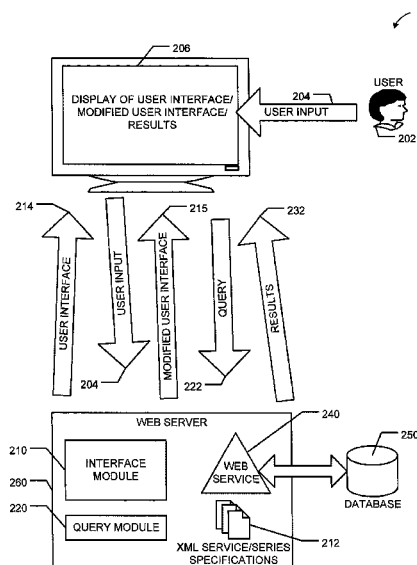 206
DISPLAY OF USER INTERFACE/
MODIFIED USER INTERFACE/
RESULTS
204
USER INPUT
USER
202
214
215
232
USER INTERFACE
USER INPUT
MODIFIED USER INTERFACE
QUERY
RESULTS
204
222
WEB SERVER
240
210
INTERFACE
MODULE
WEB
SERVICE
250
DATABASE
260
220
QUERY MODULE
212
XML SERVICE/SERIES
SPECIFICATIONS